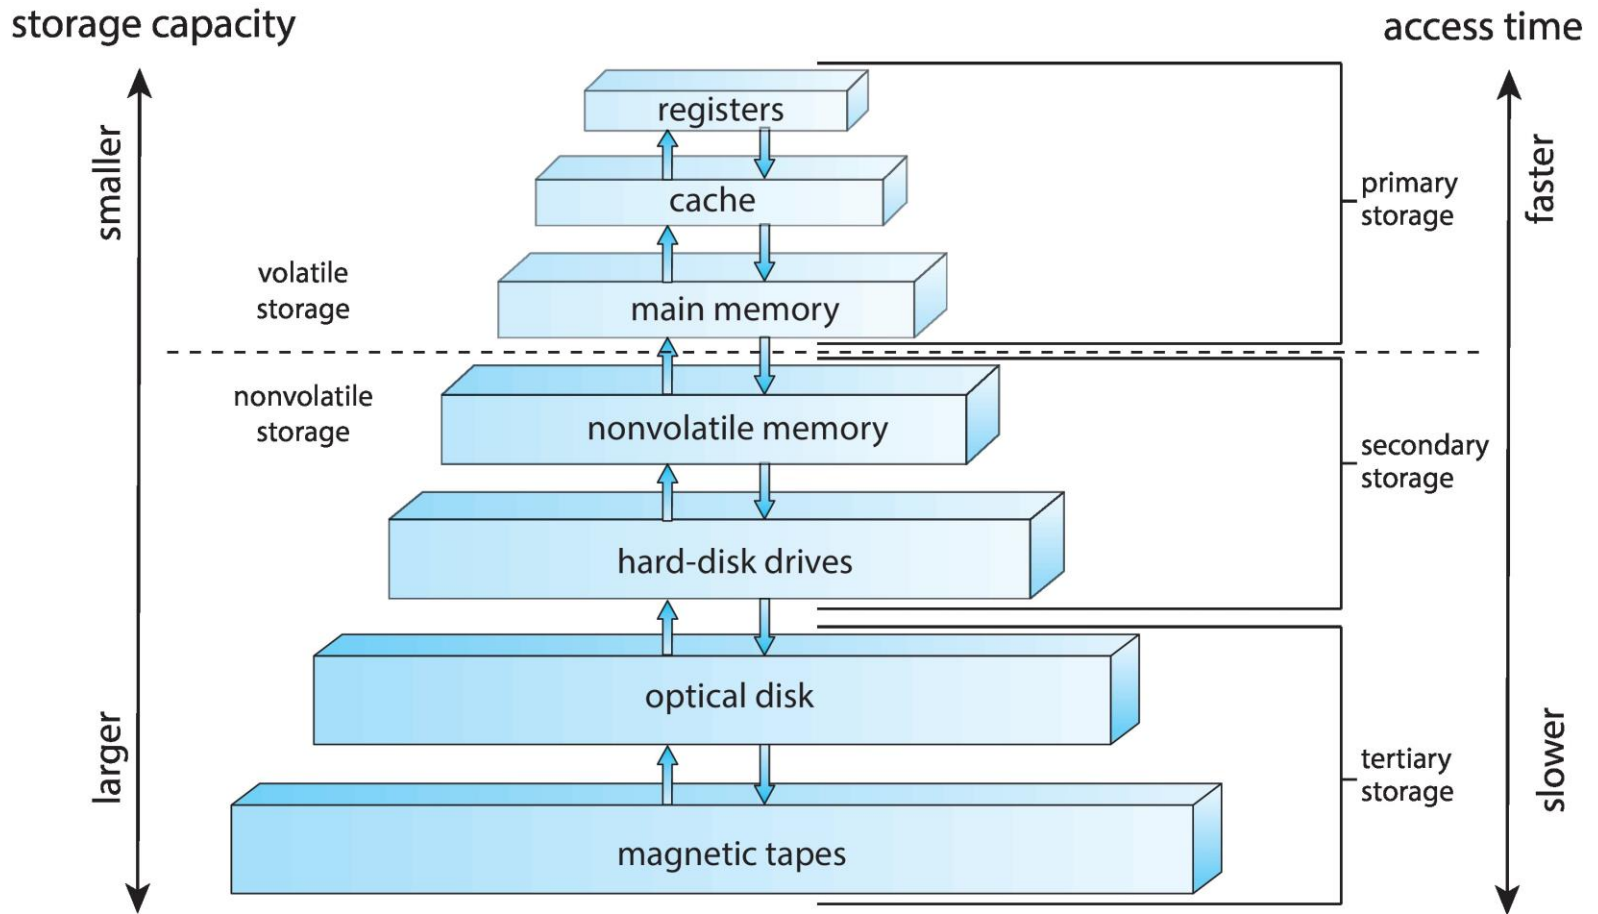 storage capacity
access time
smaller
larger
volatile
storage
nonvolatile
storage
registers
cache
main memory
nonvolatile memory
hard-disk drives
optical disk
magnetic tapes
primary
storage
secondary
storage
tertiary
storage
faster
slower